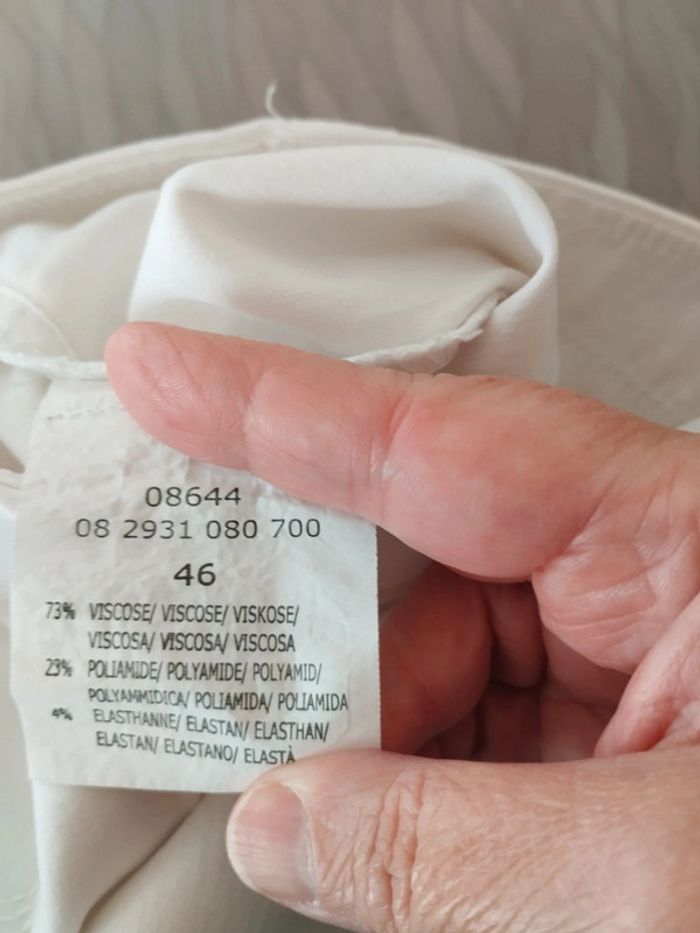 08644
08 2931 080 700
46
73% VISCOSE/ VISCOSE/ VISKOSE/
VISCOSA/ VISCOSA/ VISCOSA
23% POLIAMIDE/ POLYAMIDE/ POLYAMID/
POLYAMMIDICA/ POLIAMIDA/ POLIAMIDA
4% ELASTHANNE/ ELASTAN/ ELASTHAN/
ELASTAN/ ELASTANO/ ELASTÀ